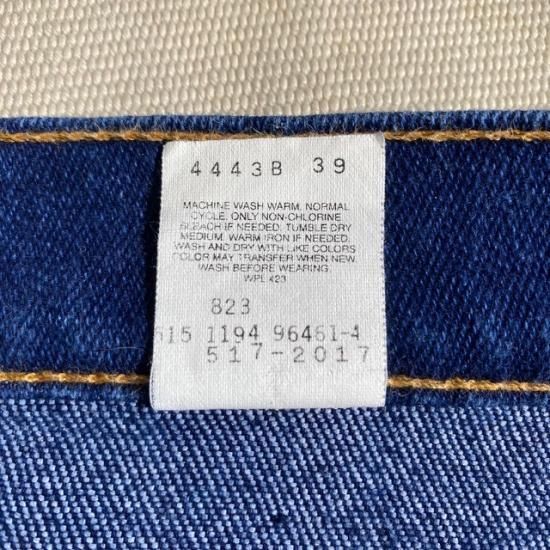 4443B 39
MACHINE WASH WARM, NORMAL
CYCLE. ONLY NON-CHLORINE
BLEACH IF NEEDED. TUMBLE DRY
MEDIUM. WARM IRON IF NEEDED.
WASH AND DRY WITH LIKE COLORS
COLOR MAY TRANSFER WHEN NEW.
WASH BEFORE WEARING.
WPL 423
823
615 1194 96461-4
517-2017